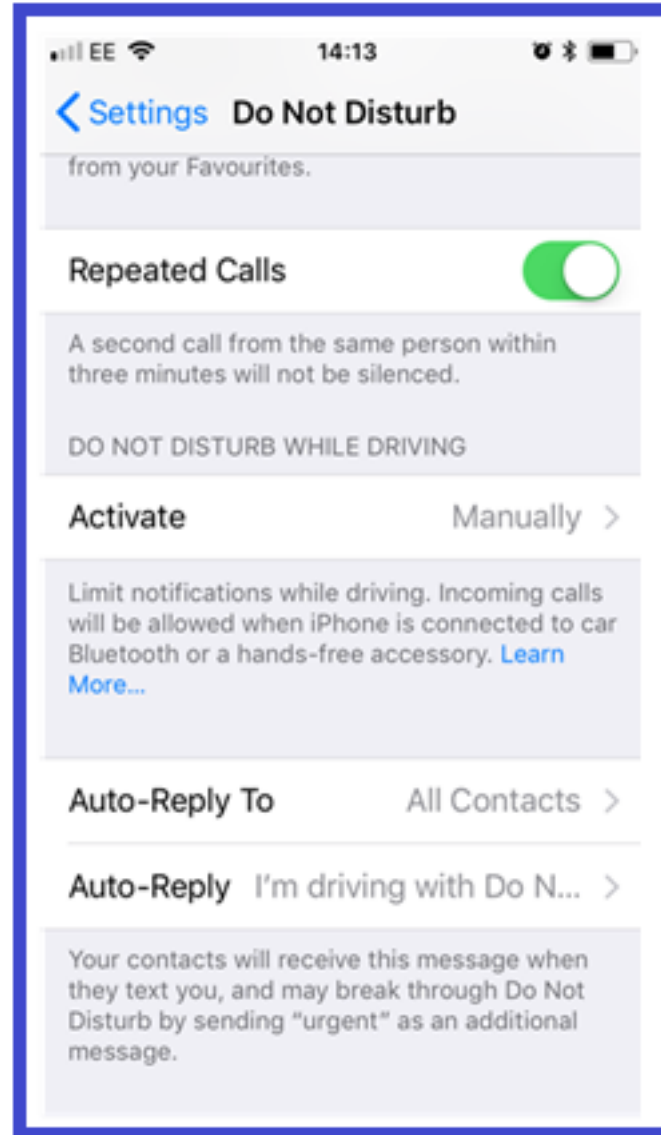 EE 14:13
Settings Do Not Disturb
from your Favourites.
Repeated Calls
A second call from the same person within
three minutes will not be silenced.
DO NOT DISTURB WHILE DRIVING
Activate Manually
Limit notifications while driving. Incoming calls
will be allowed when iPhone is connected to car
Bluetooth or a hands-free accessory. Learn
More...
Auto-Reply To All Contacts
Auto-Reply I'm driving with Do N...
Your contacts will receive this message when
they text you, and may break through Do Not
Disturb by sending “urgent” as an additional
message.